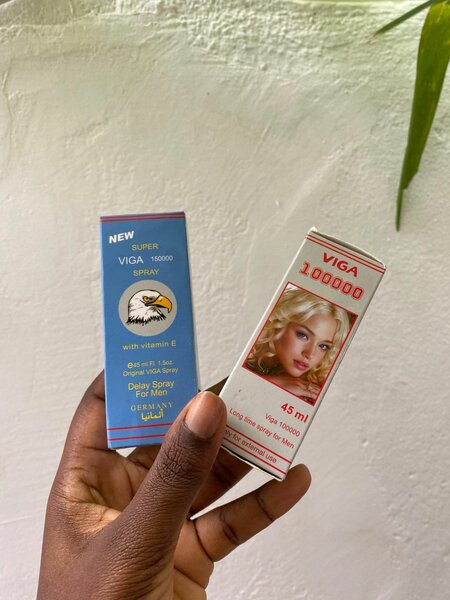 NEW
SUPER
VIGA 150000
SPRAY
with vitamin E
℮45 ml Fl. 1.5oz.
Original VIGA Spray
Delay Spray
For Men
GERMANY
ألمانيا
VIGA
100000
45 ml
Viga 100000
Long time spray for Men
ly for external use